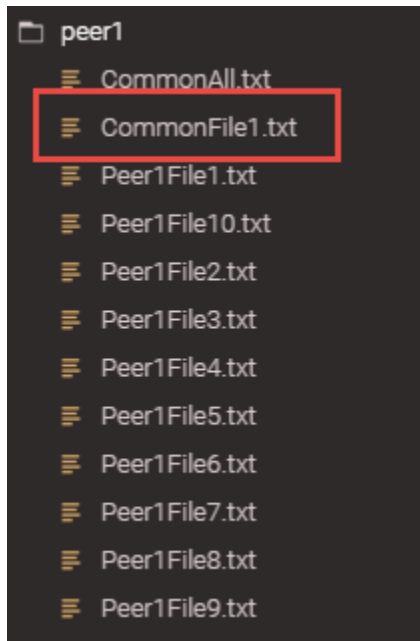 peer1
CommonAll.txt
CommonFile1.txt
Peer1File1.txt
Peer1File10.txt
Peer1File2.txt
Peer1File3.txt
Peer1File4.txt
Peer1File5.txt
Peer1File6.txt
Peer1File7.txt
Peer1File8.txt
Peer1File9.txt